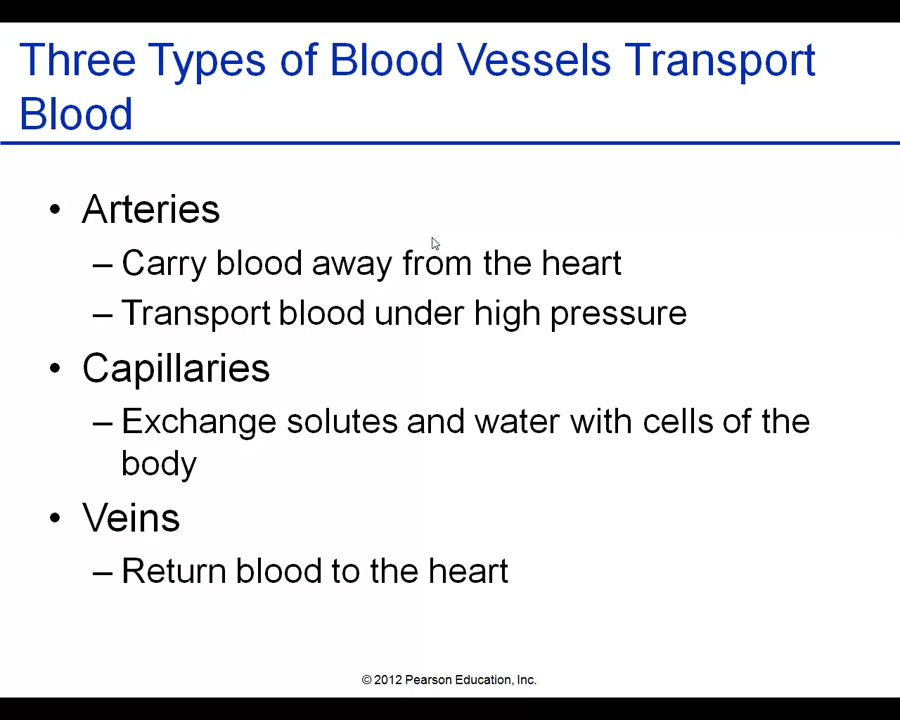 Three Types of Blood Vessels Transport
Blood
• Arteries
– Carry blood away from the heart
– Transport blood under high pressure
• Capillaries
– Exchange solutes and water with cells of the
body
• Veins
– Return blood to the heart
© 2012 Pearson Education, Inc.